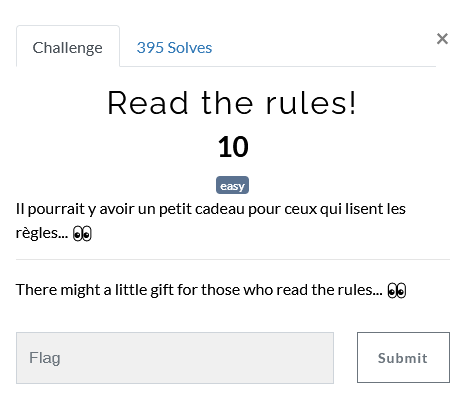 Challenge
395 Solves
×
Read the rules!
10
easy
Il pourrait y avoir un petit cadeau pour ceux qui lisent les
règles... 👀
There might a little gift for those who read the rules... 👀
Flag
Submit